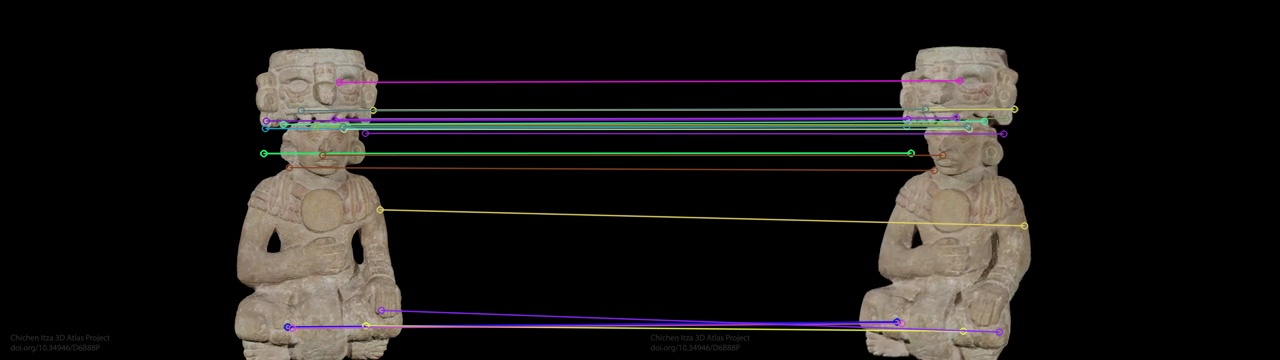 Chichen Itza 3D Atlas Project
doi.org/10.34946/D6B88P
Chichen Itza 3D Atlas Project
doi.org/10.34946/D6B88P